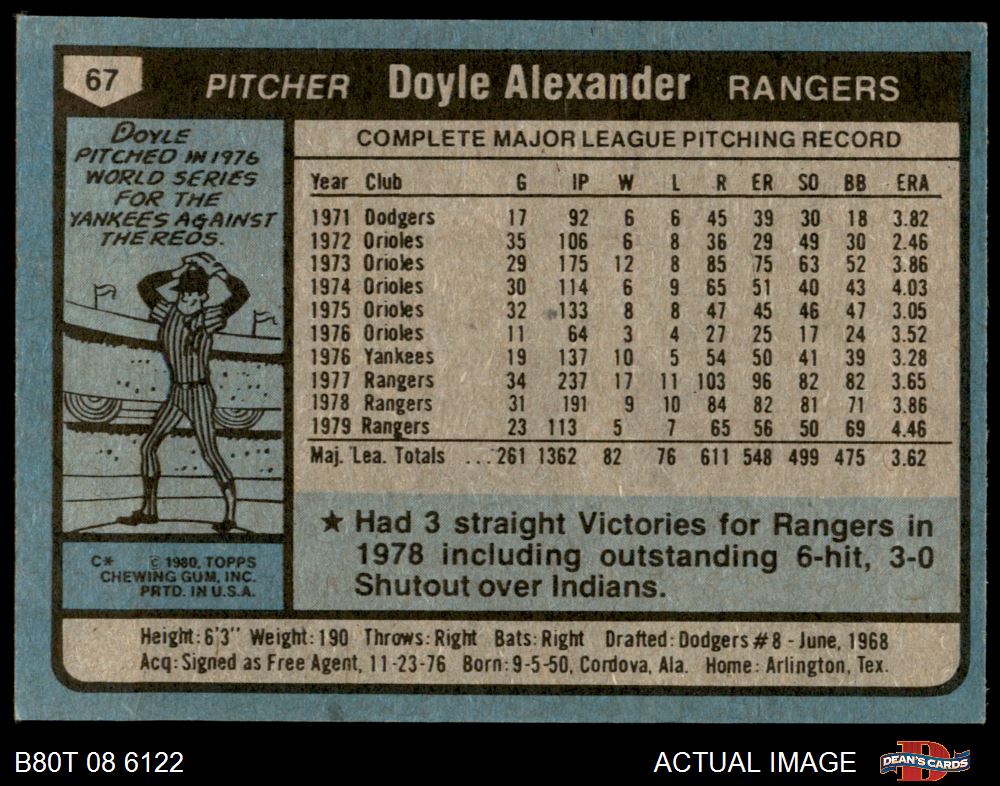 67
PITCHER Doyle Alexander RANGERS
DOYLE
PITCHED IN 1976
WORLD SERIES
FOR THE
YANKEES AGAINST
THE REDS.
COMPLETE MAJOR LEAGUE PITCHING RECORD
Year Club G IP W L R ER SO BB ERA
1971 Dodgers 17 92 6 6 45 39 30 18 3.82
1972 Orioles 35 106 6 8 36 29 49 30 2.46
1973 Orioles 29 175 12 8 85 75 63 52 3.86
1974 Orioles 30 114 6 9 65 51 40 43 4.03
1975 Orioles 32 133 8 8 47 45 46 47 3.05
1976 Orioles 11 64 3 4 27 25 17 24 3.52
1976 Yankees 19 137 10 5 54 50 41 39 3.28
1977 Rangers 34 237 17 11 103 96 82 82 3.65
1978 Rangers 31 191 9 10 84 82 81 71 3.86
1979 Rangers 23 113 5 7 65 56 50 69 4.46
Maj. Lea. Totals ...261 1362 82 76 611 548 499 475 3.62
★ Had 3 straight Victories for Rangers in
1978 including outstanding 6-hit, 3-0
Shutout over Indians.
C* © 1980, TOPPS
CHEWING GUM, INC.
PRTD. IN U.S.A.
Height: 6'3" Weight: 190 Throws: Right Bats: Right Drafted: Dodgers #8 - June, 1968
Acq: Signed as Free Agent, 11-23-76 Born: 9-5-50, Cordova, Ala. Home: Arlington, Tex.
B80T 08 6122
ACTUAL IMAGE
D
DEAN'S CARDS